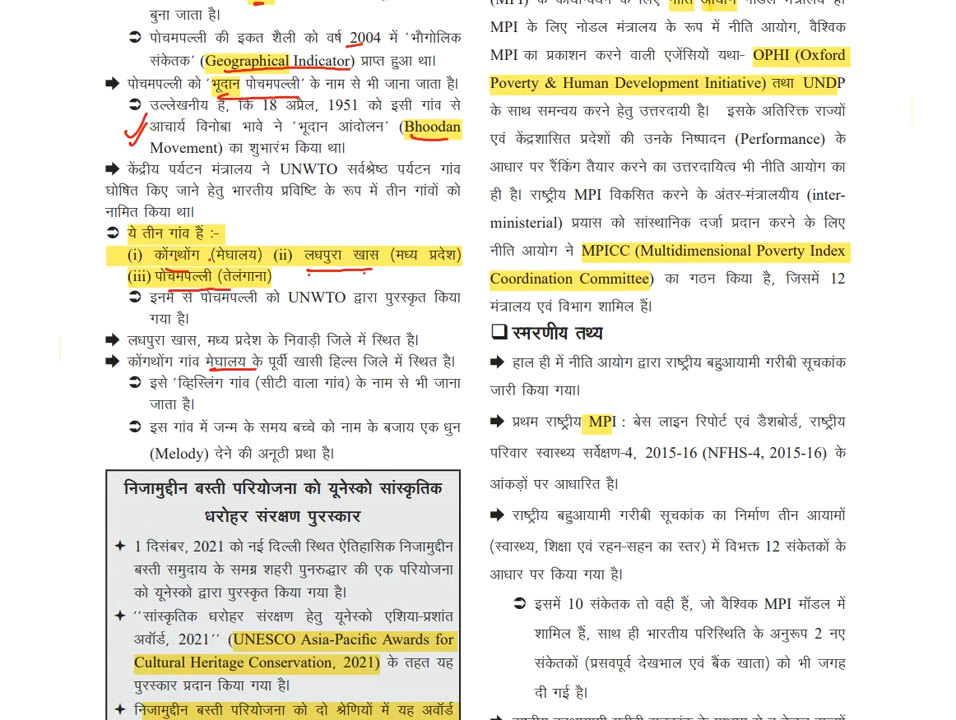 बुना जाता है।
पोचमपल्ली की इकत शैली को वर्ष 2004 में 'भौगोलिक
संकेतक' (Geographical Indicator) प्राप्त हुआ था।
पोचमपल्ली को 'भूदान पोचमपल्ली' के नाम से भी जाना जाता है।
उल्लेखनीय है, कि 18 अप्रैल, 1951 को इसी गांव से
आचार्य विनोबा भावे ने 'भूदान आंदोलन' (Bhoodan
Movement) का शुभारंभ किया था।
केंद्रीय पर्यटन मंत्रालय ने UNWTO सर्वश्रेष्ठ पर्यटन गांव
घोषित किए जाने हेतु भारतीय प्रविष्टि के रूप में तीन गांवों को
नामित किया था।
ये तीन गांव हैं :-
(i) कोंगथोंग (मेघालय) (ii) लधपुरा खास (मध्य प्रदेश)
(iii) पोचमपल्ली (तेलंगाना)
इनमें से पोचमपल्ली को UNWTO द्वारा पुरस्कृत किया
गया है।
लधपुरा खास, मध्य प्रदेश के निवाड़ी जिले में स्थित है।
कोंगथोंग गांव मेघालय के पूर्वी खासी हिल्स जिले में स्थित है।
इसे 'व्हिस्लिंग गांव (सीटी वाला गांव) के नाम से भी जाना
जाता है।
इस गांव में जन्म के समय बच्चे को नाम के बजाय एक धुन
(Melody) देने की अनूठी प्रथा है।
निजामुद्दीन बस्ती परियोजना को यूनेस्को सांस्कृतिक
धरोहर संरक्षण पुरस्कार
1 दिसंबर, 2021 को नई दिल्ली स्थित ऐतिहासिक निजामुद्दीन
बस्ती समुदाय के समग्र शहरी पुनरुद्धार की एक परियोजना
को यूनेस्को द्वारा पुरस्कृत किया गया है।
''सांस्कृतिक धरोहर संरक्षण हेतु यूनेस्को एशिया-प्रशांत
अवॉर्ड, 2021'' (UNESCO Asia-Pacific Awards for
Cultural Heritage Conservation, 2021) के तहत यह
पुरस्कार प्रदान किया गया है।
निजामुद्दीन बस्ती परियोजना को दो श्रेणियों में यह अवॉर्ड
(MPI) के कार्यान्वयन के लिए नीति आयोग नोडल मंत्रालय है।
MPI के लिए नोडल मंत्रालय के रूप में नीति आयोग, वैश्विक
MPI का प्रकाशन करने वाली एजेंसियों यथा- OPHI (Oxford
Poverty & Human Development Initiative) तथा UNDP
के साथ समन्वय करने हेतु उत्तरदायी है। इसके अतिरिक्त राज्यों
एवं केंद्रशासित प्रदेशों की उनके निष्पादन (Performance) के
आधार पर रैंकिंग तैयार करने का उत्तरदायित्व भी नीति आयोग का
ही है। राष्ट्रीय MPI विकसित करने के अंतर-मंत्रालयीय (inter-
ministerial) प्रयास को सांस्थानिक दर्जा प्रदान करने के लिए
नीति आयोग ने MPICC (Multidimensional Poverty Index
Coordination Committee) का गठन किया है, जिसमें 12
मंत्रालय एवं विभाग शामिल हैं।
स्मरणीय तथ्य
हाल ही में नीति आयोग द्वारा राष्ट्रीय बहुआयामी गरीबी सूचकांक
जारी किया गया।
प्रथम राष्ट्रीय MPI : बेस लाइन रिपोर्ट एवं डैशबोर्ड, राष्ट्रीय
परिवार स्वास्थ्य सर्वेक्षण-4, 2015-16 (NFHS-4, 2015-16) के
आंकड़ों पर आधारित है।
राष्ट्रीय बहुआयामी गरीबी सूचकांक का निर्माण तीन आयामों
(स्वास्थ्य, शिक्षा एवं रहन-सहन का स्तर) में विभक्त 12 संकेतकों के
आधार पर किया गया है।
इसमें 10 संकेतक तो वही हैं, जो वैश्विक MPI मॉडल में
शामिल हैं, साथ ही भारतीय परिस्थिति के अनुरूप 2 नए
संकेतकों (प्रसवपूर्व देखभाल एवं बैंक खाता) को भी जगह
दी गई है।